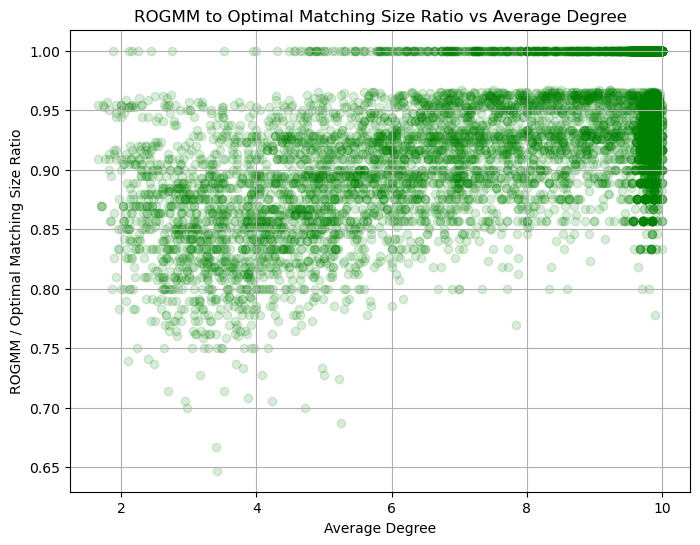 ROGMM to Optimal Matching Size Ratio vs Average Degree
ROGMM / Optimal Matching Size Ratio
1.00
0.95
0.90
0.85
0.80
0.75
0.70
0.65
2 4 6 8 10
Average Degree